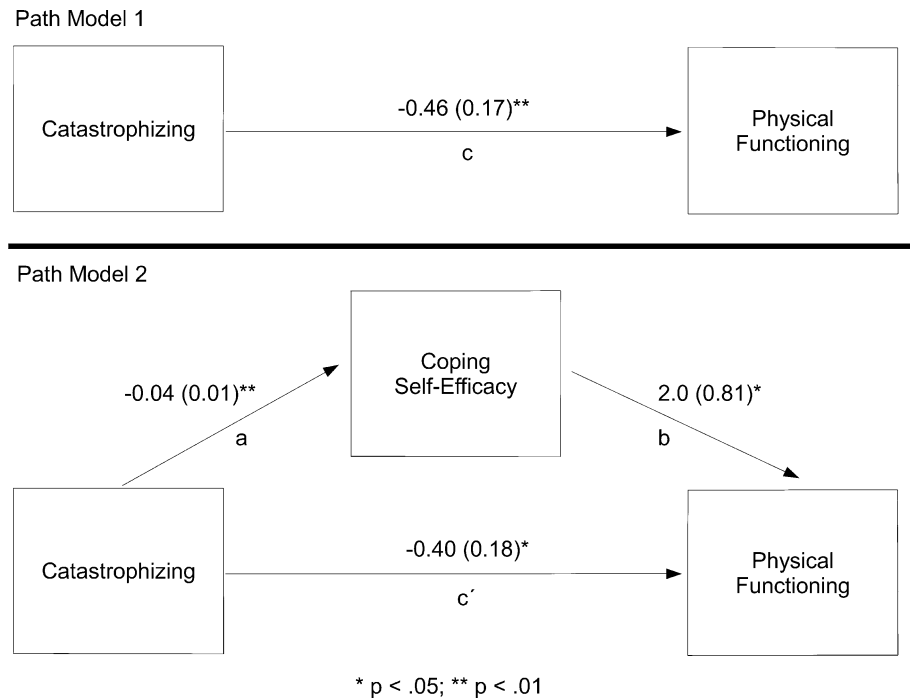 Path Model 1
Catastrophizing
-0.46 (0.17)**
c
Physical
Functioning
Path Model 2
Coping
Self-Efficacy
-0.04 (0.01)**
a
2.0 (0.81)*
b
Catastrophizing
-0.40 (0.18)*
c´
Physical
Functioning
* p < .05; ** p < .01